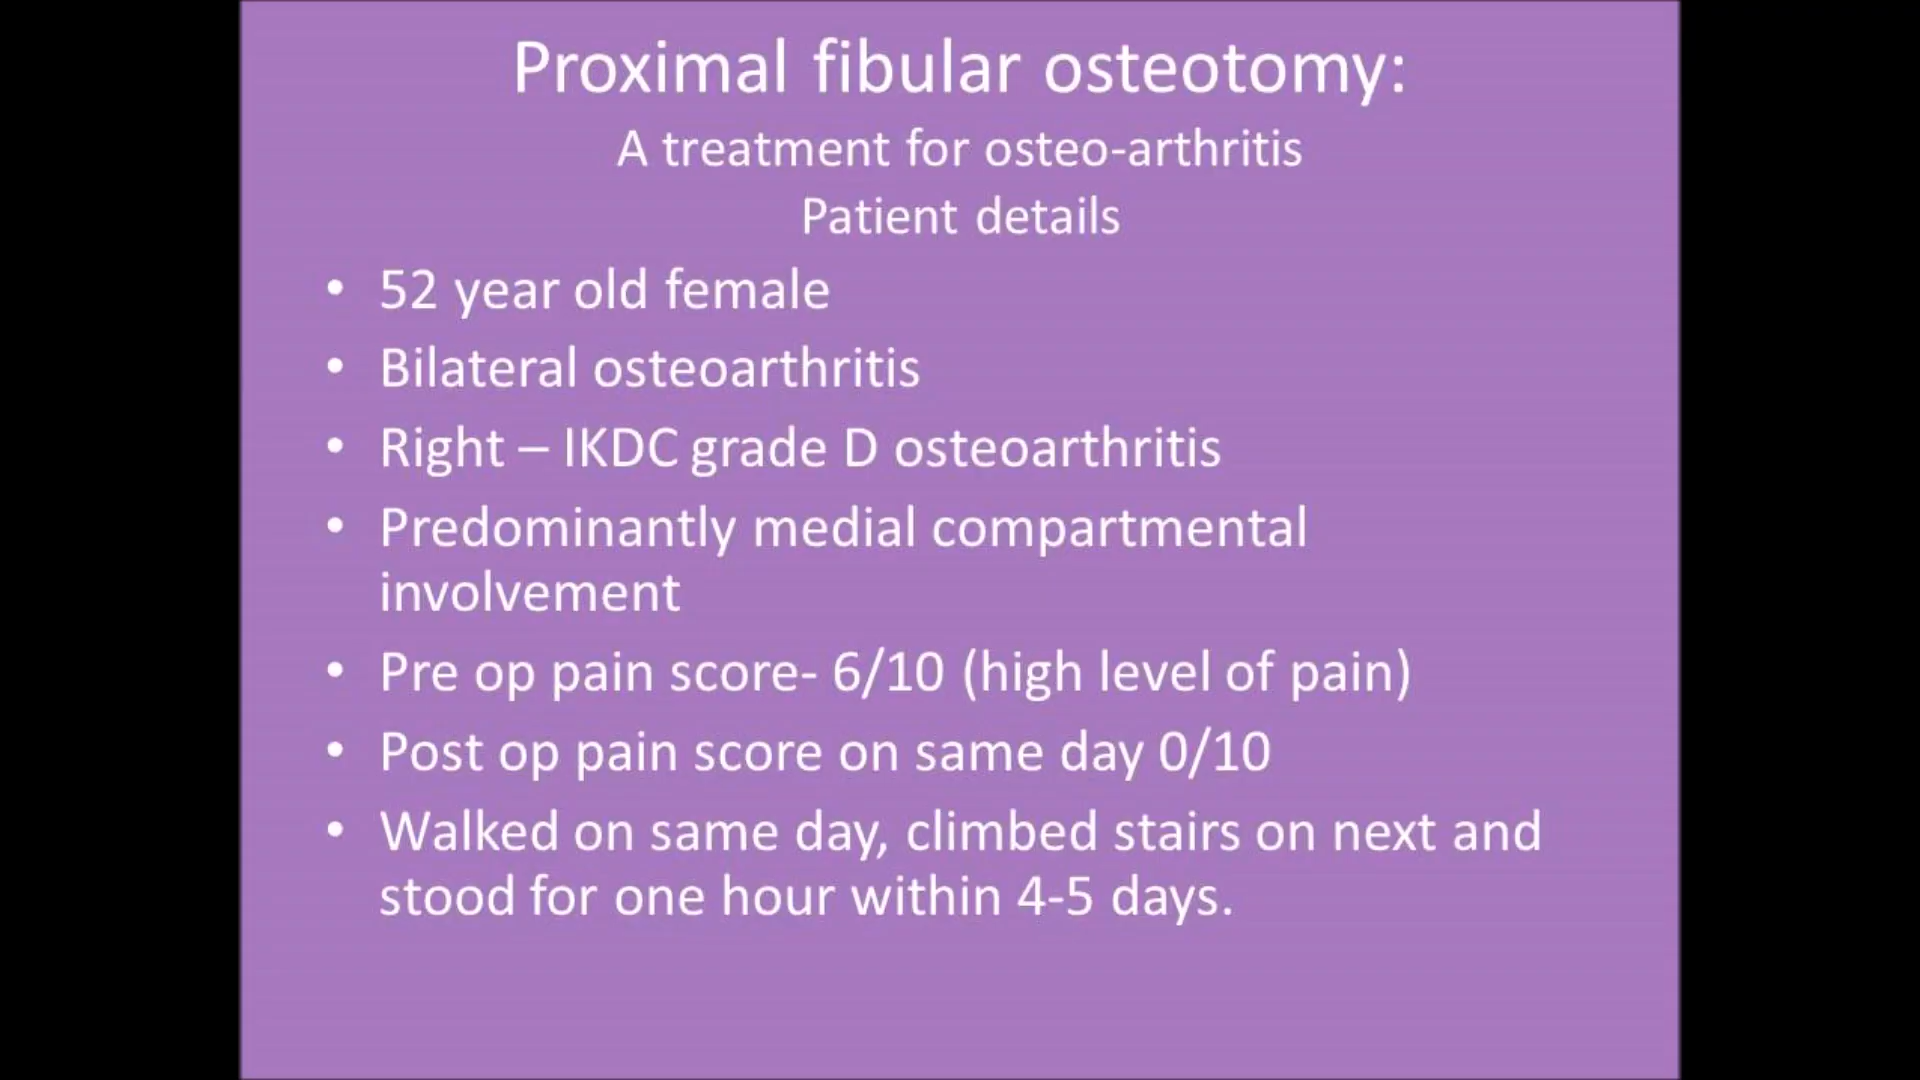 Proximal fibular osteotomy:
A treatment for osteo-arthritis
Patient details
• 52 year old female
• Bilateral osteoarthritis
• Right – IKDC grade D osteoarthritis
• Predominantly medial compartmental
involvement
• Pre op pain score- 6/10 (high level of pain)
• Post op pain score on same day 0/10
• Walked on same day, climbed stairs on next and
stood for one hour within 4-5 days.